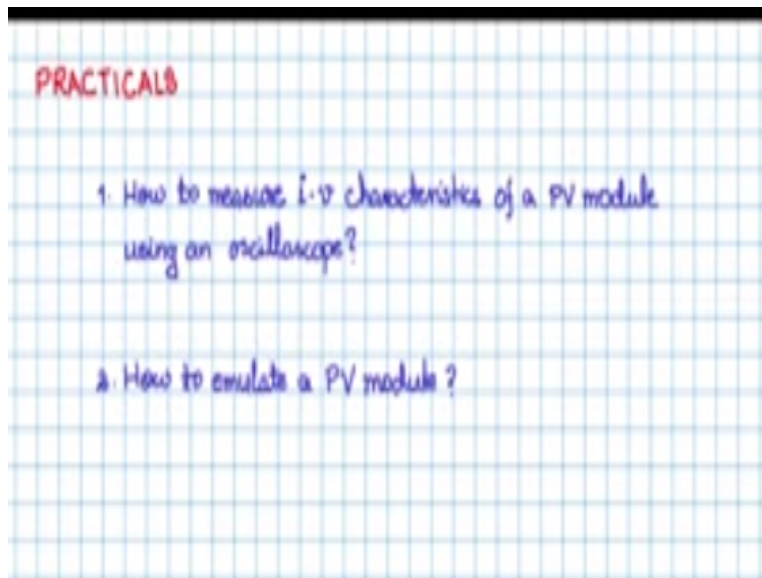 PRACTICALS
1. How to measure i-v characteristics of a PV module
using an oscilloscope?
2. How to emulate a PV module?